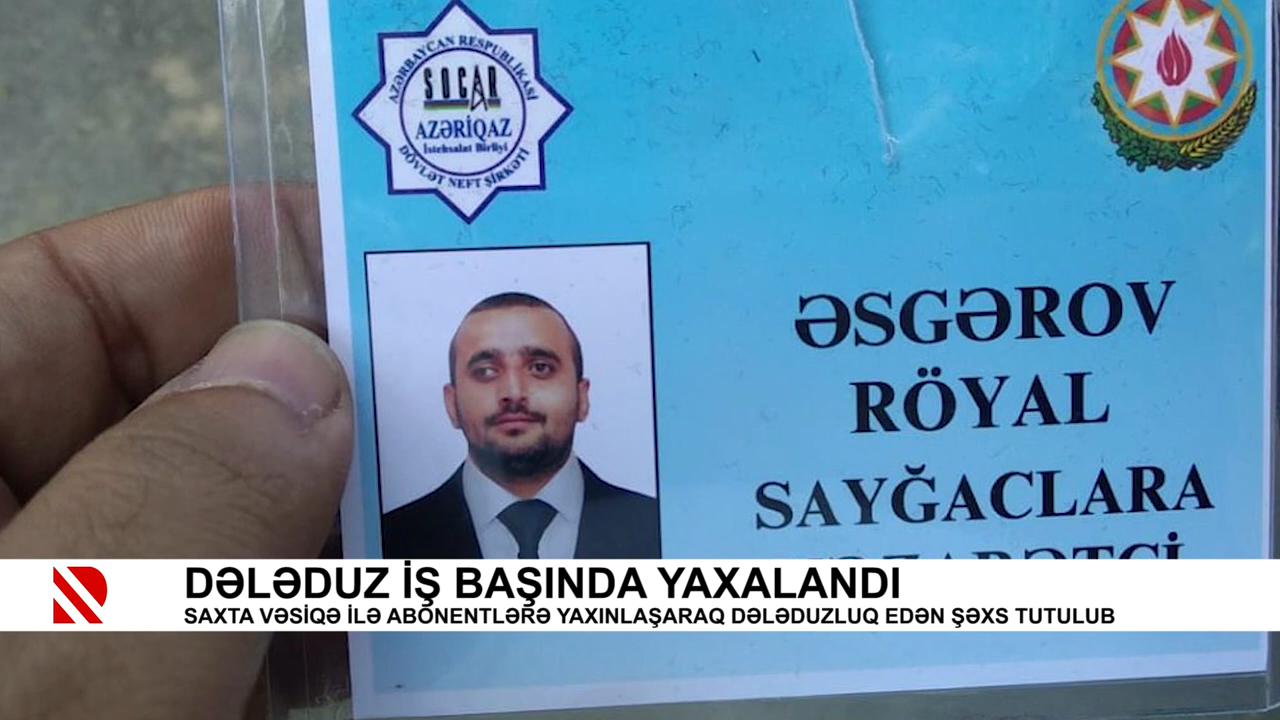 AZƏRBAYCAN RESPUBLİKASI
SOCAR
AZƏRİQAZ
İstehsalat Birliyi
DÖVLƏT NEFT ŞİRKƏTİ
ƏSGƏROV
RÖYAL
SAYĞACLARA
DƏLƏDUZ İŞ BAŞINDA YAXALANDI
SAXTA VƏSİQƏ İLƏ ABONENTLƏRƏ YAXINLAŞARAQ DƏLƏDUZLUQ EDƏN ŞƏXS TUTULUB